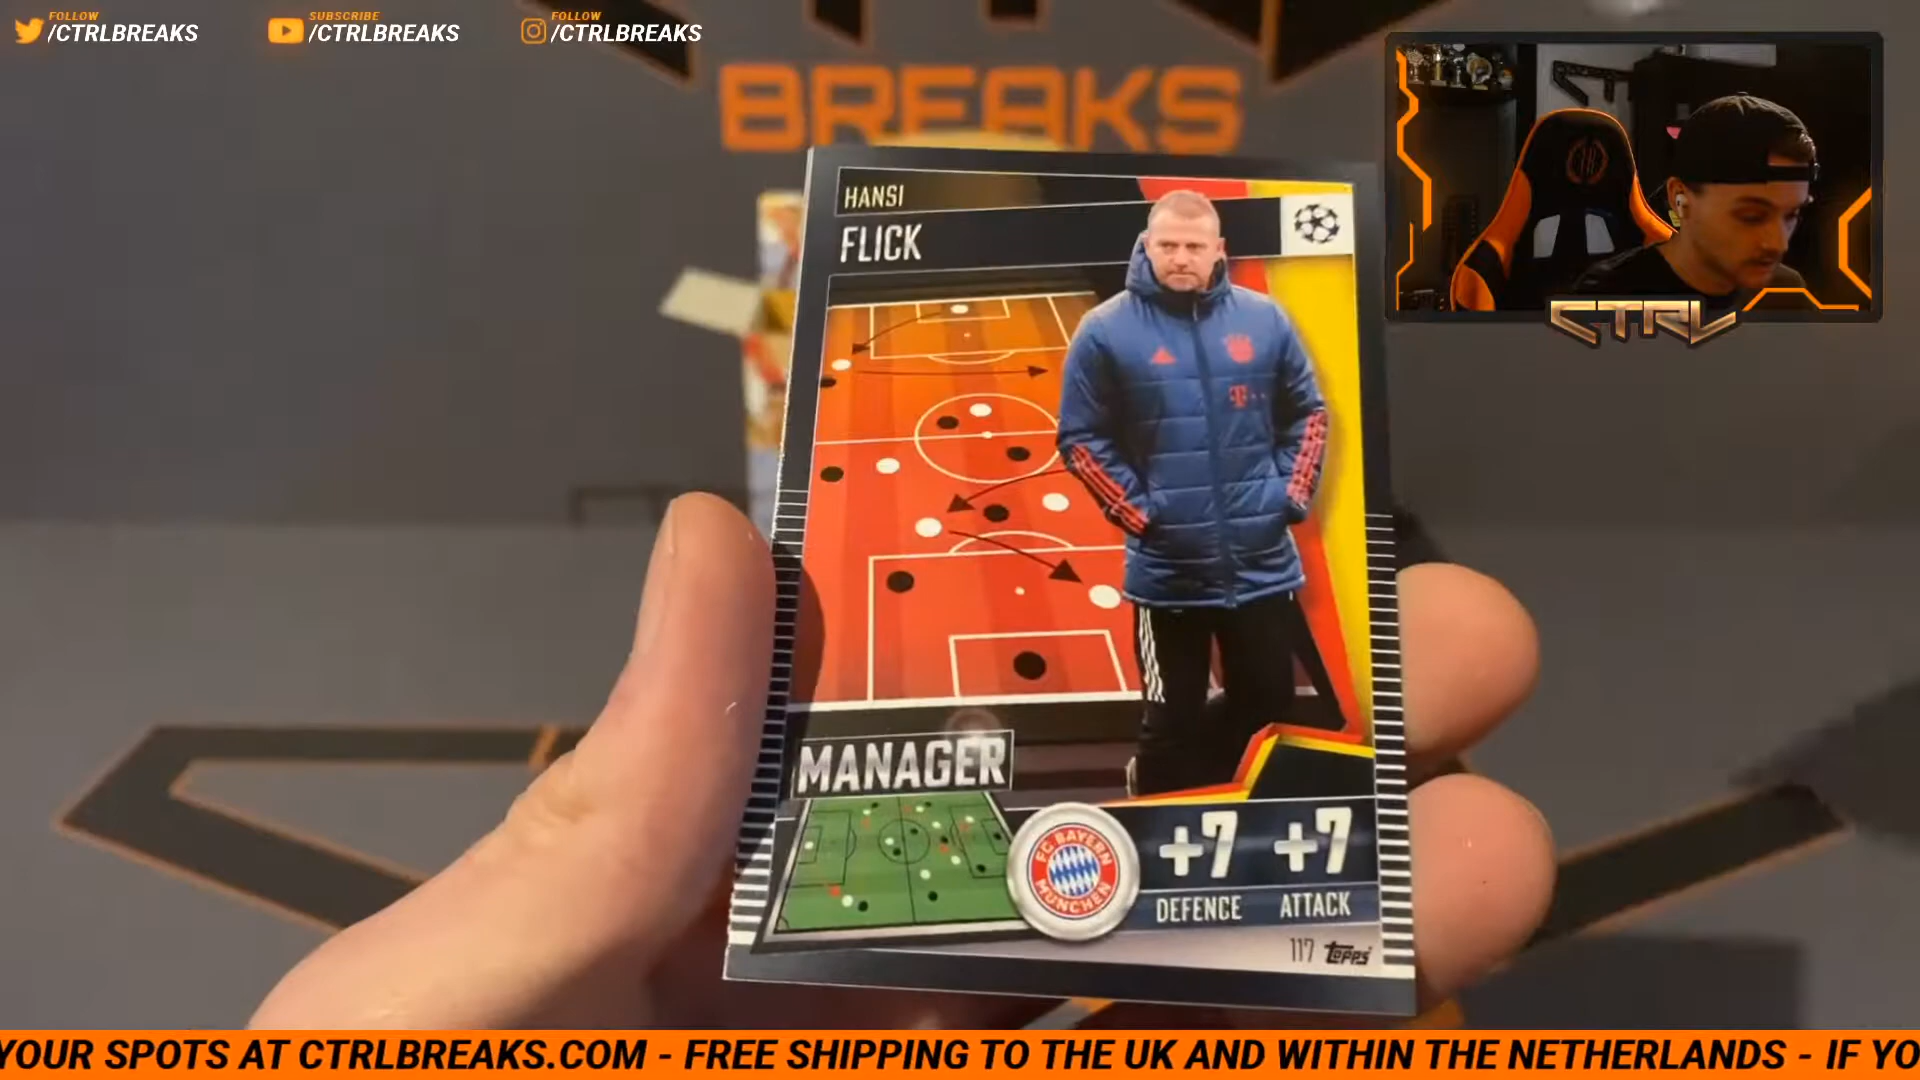 FOLLOW
/CTRLBREAKS
SUBSCRIBE
/CTRLBREAKS
FOLLOW
/CTRLBREAKS
BREAKS
CTRL
HANSI
FLICK
MANAGER
FC BAYERN
MÜNCHEN
+7 +7
DEFENCE ATTACK
117 Topps
YOUR SPOTS AT CTRLBREAKS.COM - FREE SHIPPING TO THE UK AND WITHIN THE NETHERLANDS - IF YO